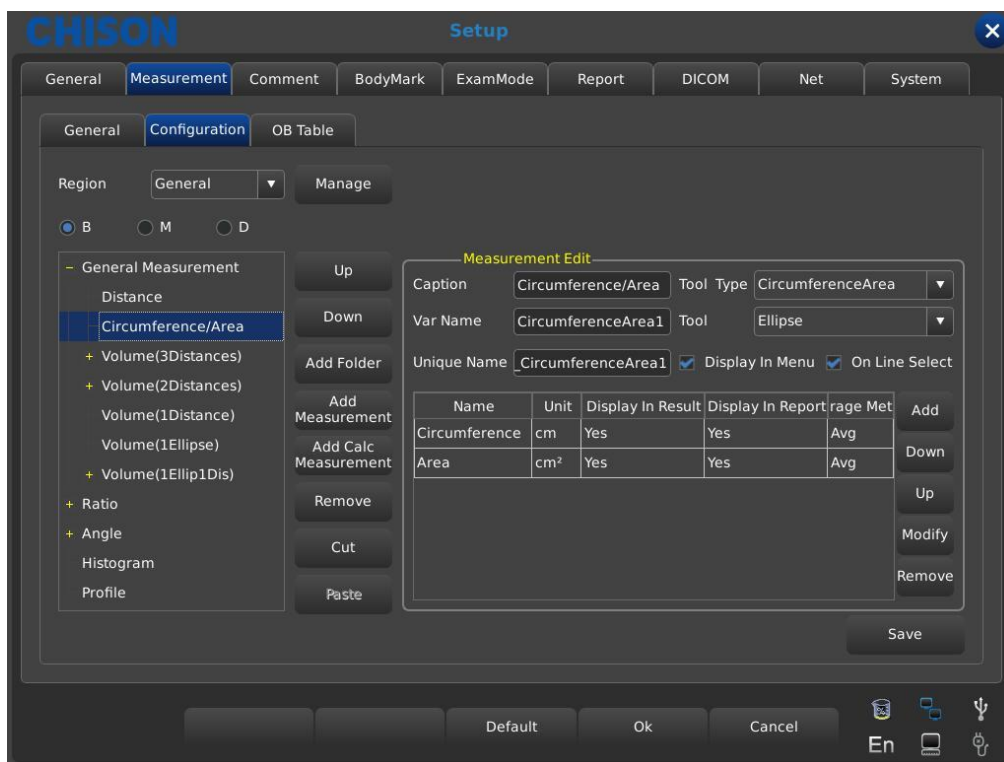 CHISON
Setup
General Measurement Comment BodyMark ExamMode Report DICOM Net System
General Configuration OB Table
Region General Manage
B M D
General Measurement
Distance
Circumference/Area
Volume(3Distances)
Volume(2Distances)
Volume(1Distance)
Volume(1Ellipse)
Volume(1Ellip1Dis)
Ratio
Angle
Histogram
Profile
Up
Down
Add Folder
Add
Measurement
Add Calc
Measurement
Remove
Cut
Paste
Measurement Edit
Caption Circumference/Area Tool Type CircumferenceArea
Var Name CircumferenceArea1 Tool Ellipse
Unique Name _CircumferenceArea1 Display In Menu On Line Select
Name Unit Display In Result Display In Report rage Met
Circumference cm Yes Yes Avg
Area cm² Yes Yes Avg
Add
Down
Up
Modify
Remove
Save
Default Ok Cancel
En